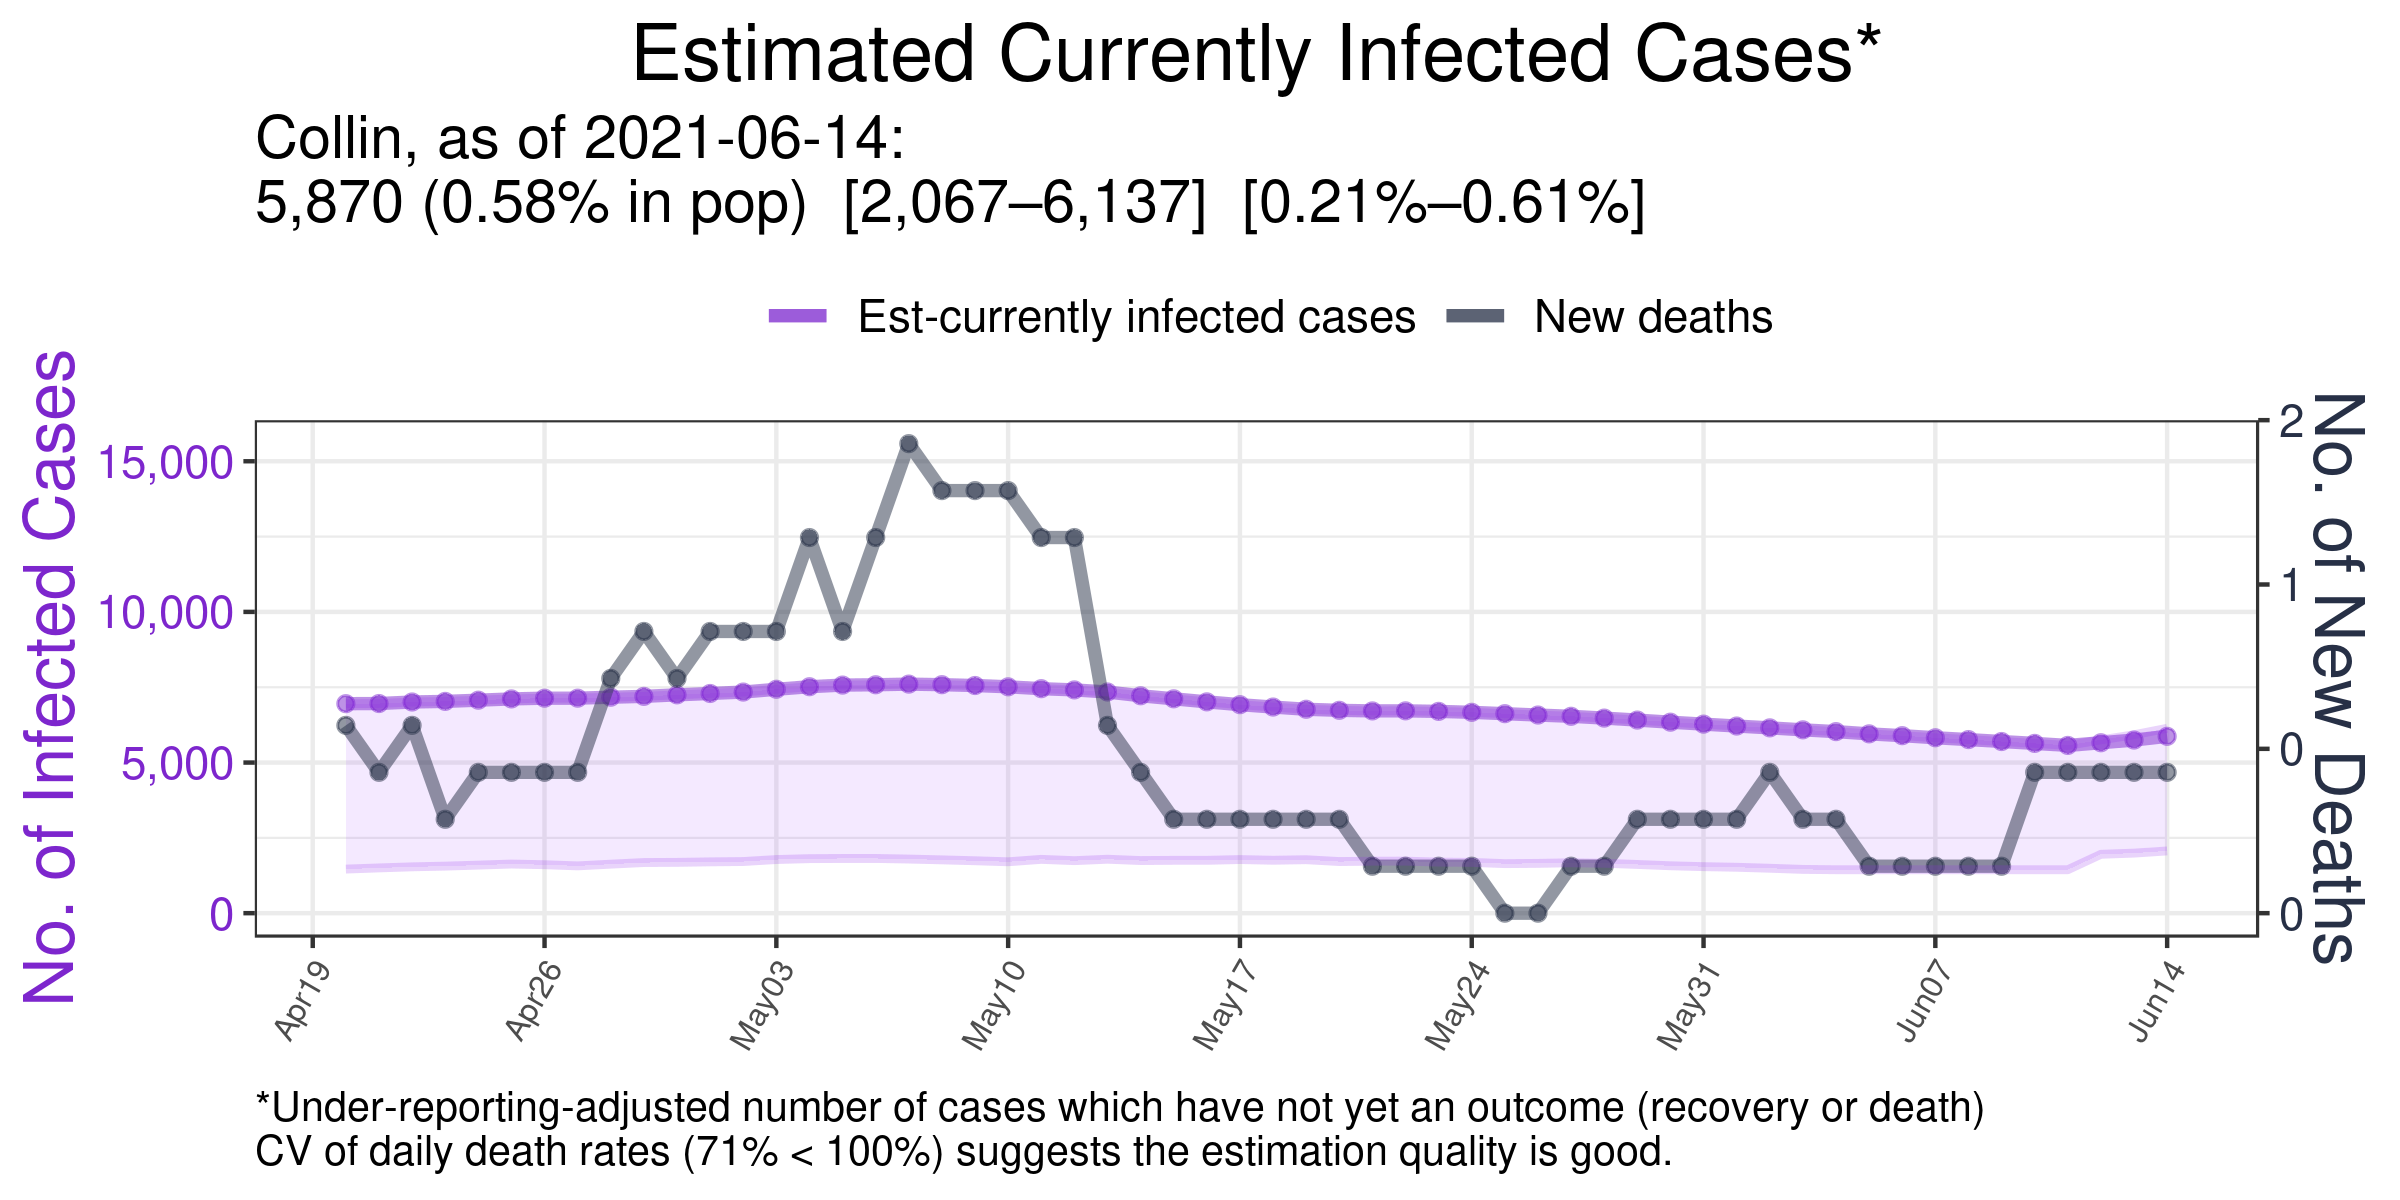 Estimated Currently Infected Cases*
Collin, as of 2021-06-14:
5,870 (0.58% in pop)  [2,067–6,137]  [0.21%–0.61%]
Est-currently infected cases
New deaths
No. of Infected Cases
15,000
10,000
5,000
0
2
1
0
0
No. of New Deaths
Apr19
Apr26
May03
May10
May17
May24
May31
Jun07
Jun14
*Under-reporting-adjusted number of cases which have not yet an outcome (recovery or death)
CV of daily death rates (71% < 100%) suggests the estimation quality is good.